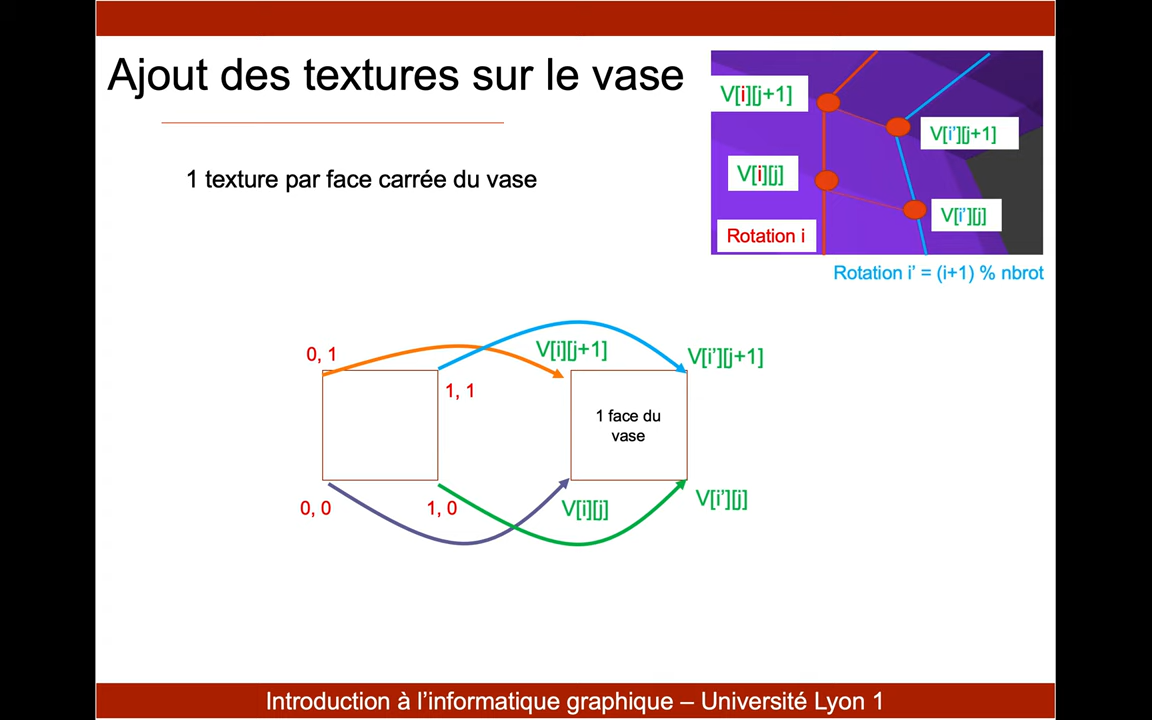 Ajout des textures sur le vase
1 texture par face carrée du vase
V[i][j+1]
V[i'][j+1]
V[i][j]
V[i'][j]
Rotation i
Rotation i’ = (i+1) % nbrot
0, 1
V[i][j+1]
V[i'][j+1]
1, 1
1 face du
vase
0, 0
1, 0
V[i][j]
V[i'][j]
Introduction à l’informatique graphique – Université Lyon 1